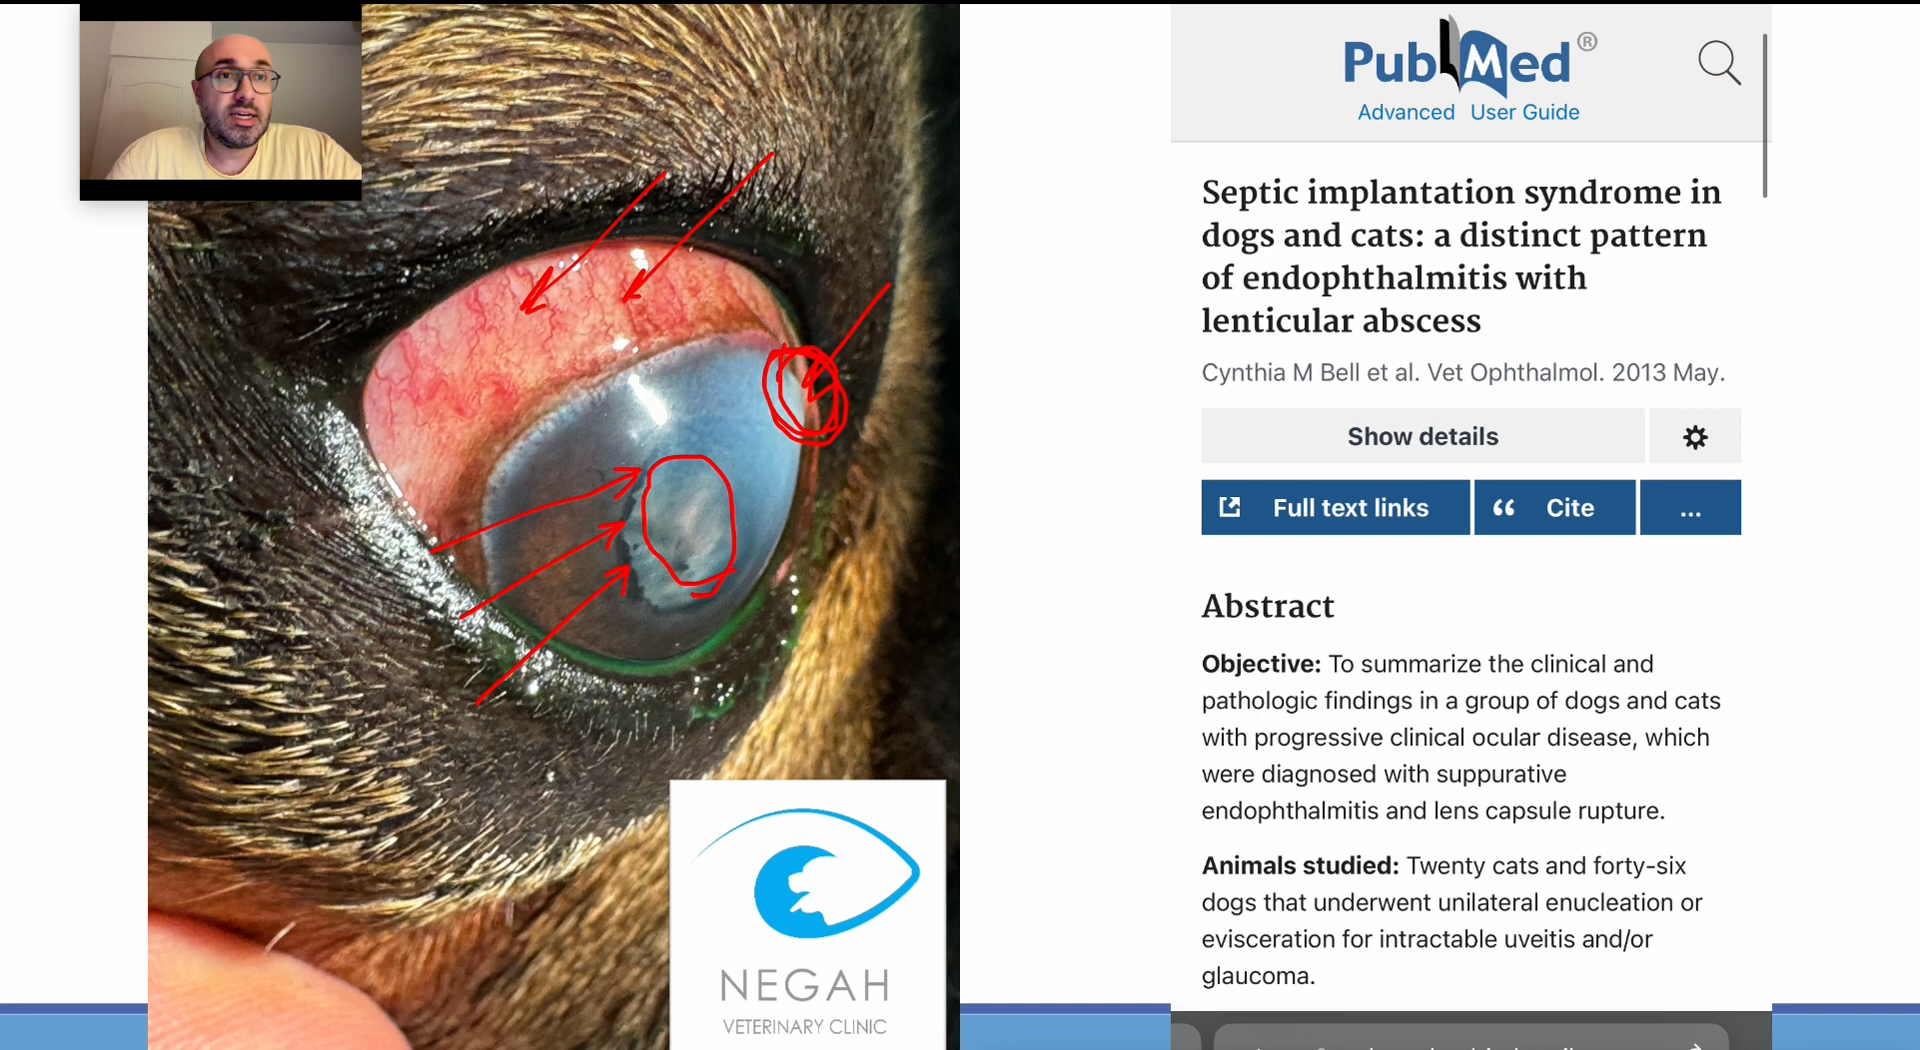 NEGAH
VETERINARY CLINIC
PubMed®
Advanced User Guide
Septic implantation syndrome in
dogs and cats: a distinct pattern
of endophthalmitis with
lenticular abscess
Cynthia M Bell et al. Vet Ophthalmol. 2013 May.
Show details
Full text links
Cite
...
Abstract
Objective: To summarize the clinical and
pathologic findings in a group of dogs and cats
with progressive clinical ocular disease, which
were diagnosed with suppurative
endophthalmitis and lens capsule rupture.
Animals studied: Twenty cats and forty-six
dogs that underwent unilateral enucleation or
evisceration for intractable uveitis and/or
glaucoma.